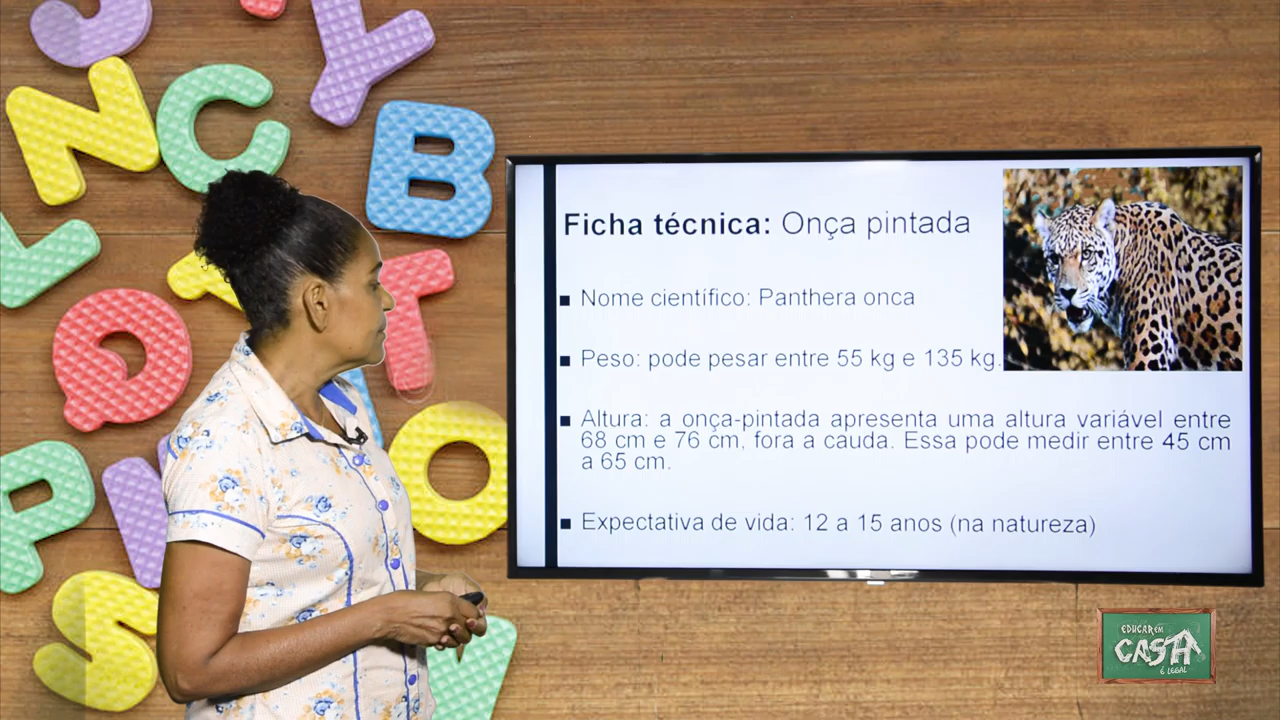 Y
N
C
B
L
T
Q
O
P
S
Ficha técnica: Onça pintada
Nome científico: Panthera onca
Peso: pode pesar entre 55 kg e 135 kg.
Altura: a onça-pintada apresenta uma altura variável entre
68 cm e 76 cm, fora a cauda. Essa pode medir entre 45 cm
a 65 cm.
Expectativa de vida: 12 a 15 anos (na natureza)
EDUCAR EM
CASA
É LEGAL